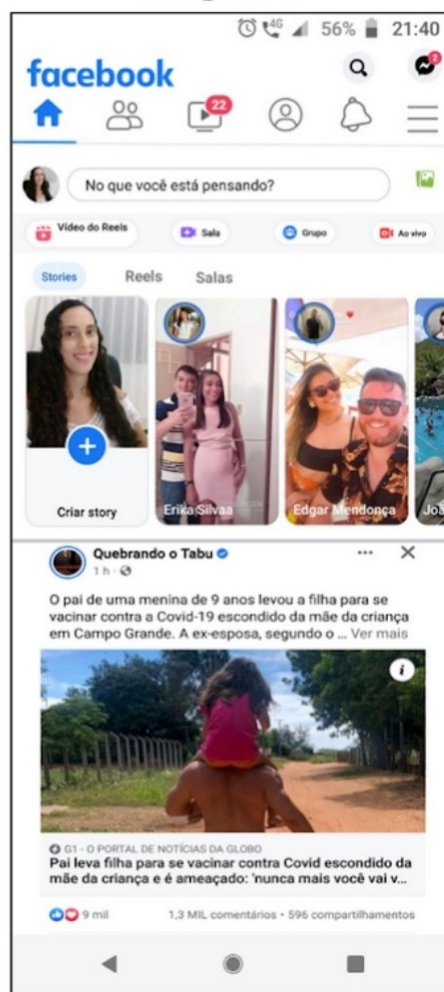 4G 56% 21:40
facebook
2
22
No que você está pensando?
Vídeo do Reels Sala Grupo Ao vivo
Stories Reels Salas
Criar story Erika Silvaa Edgar Mendonça Joã
Quebrando o Tabu
1 h
O pai de uma menina de 9 anos levou a filha para se
vacinar contra a Covid-19 escondido da mãe da criança
em Campo Grande. A ex-esposa, segundo o ... Ver mais
i
G1 - O PORTAL DE NOTÍCIAS DA GLOBO
Pai leva filha para se vacinar contra Covid escondido da
mãe da criança e é ameaçado: 'nunca mais você vai v...
9 mil 1,3 MIL comentários • 596 compartilhamentos